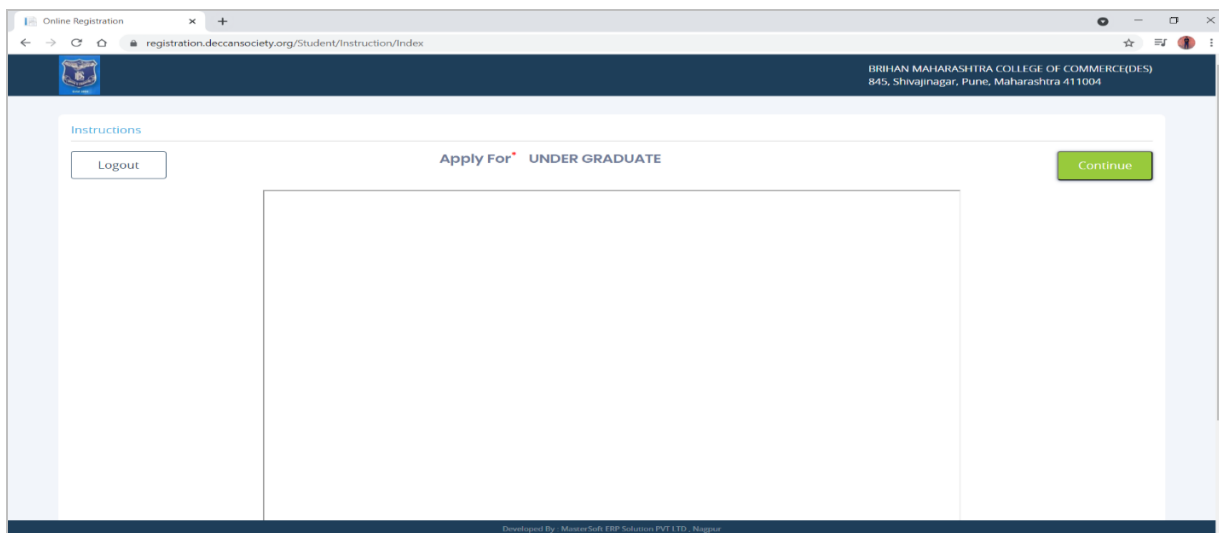 Online Registration
registration.deccansociety.org/Student/Instruction/Index
BRIHAN MAHARASHTRA COLLEGE OF COMMERCE(DES)
845, Shivajinagar, Pune, Maharashtra 411004
Instructions
Logout
Apply For* UNDER GRADUATE
Continue
Developed By : MasterSoft ERP Solution PVT LTD , Nagpur